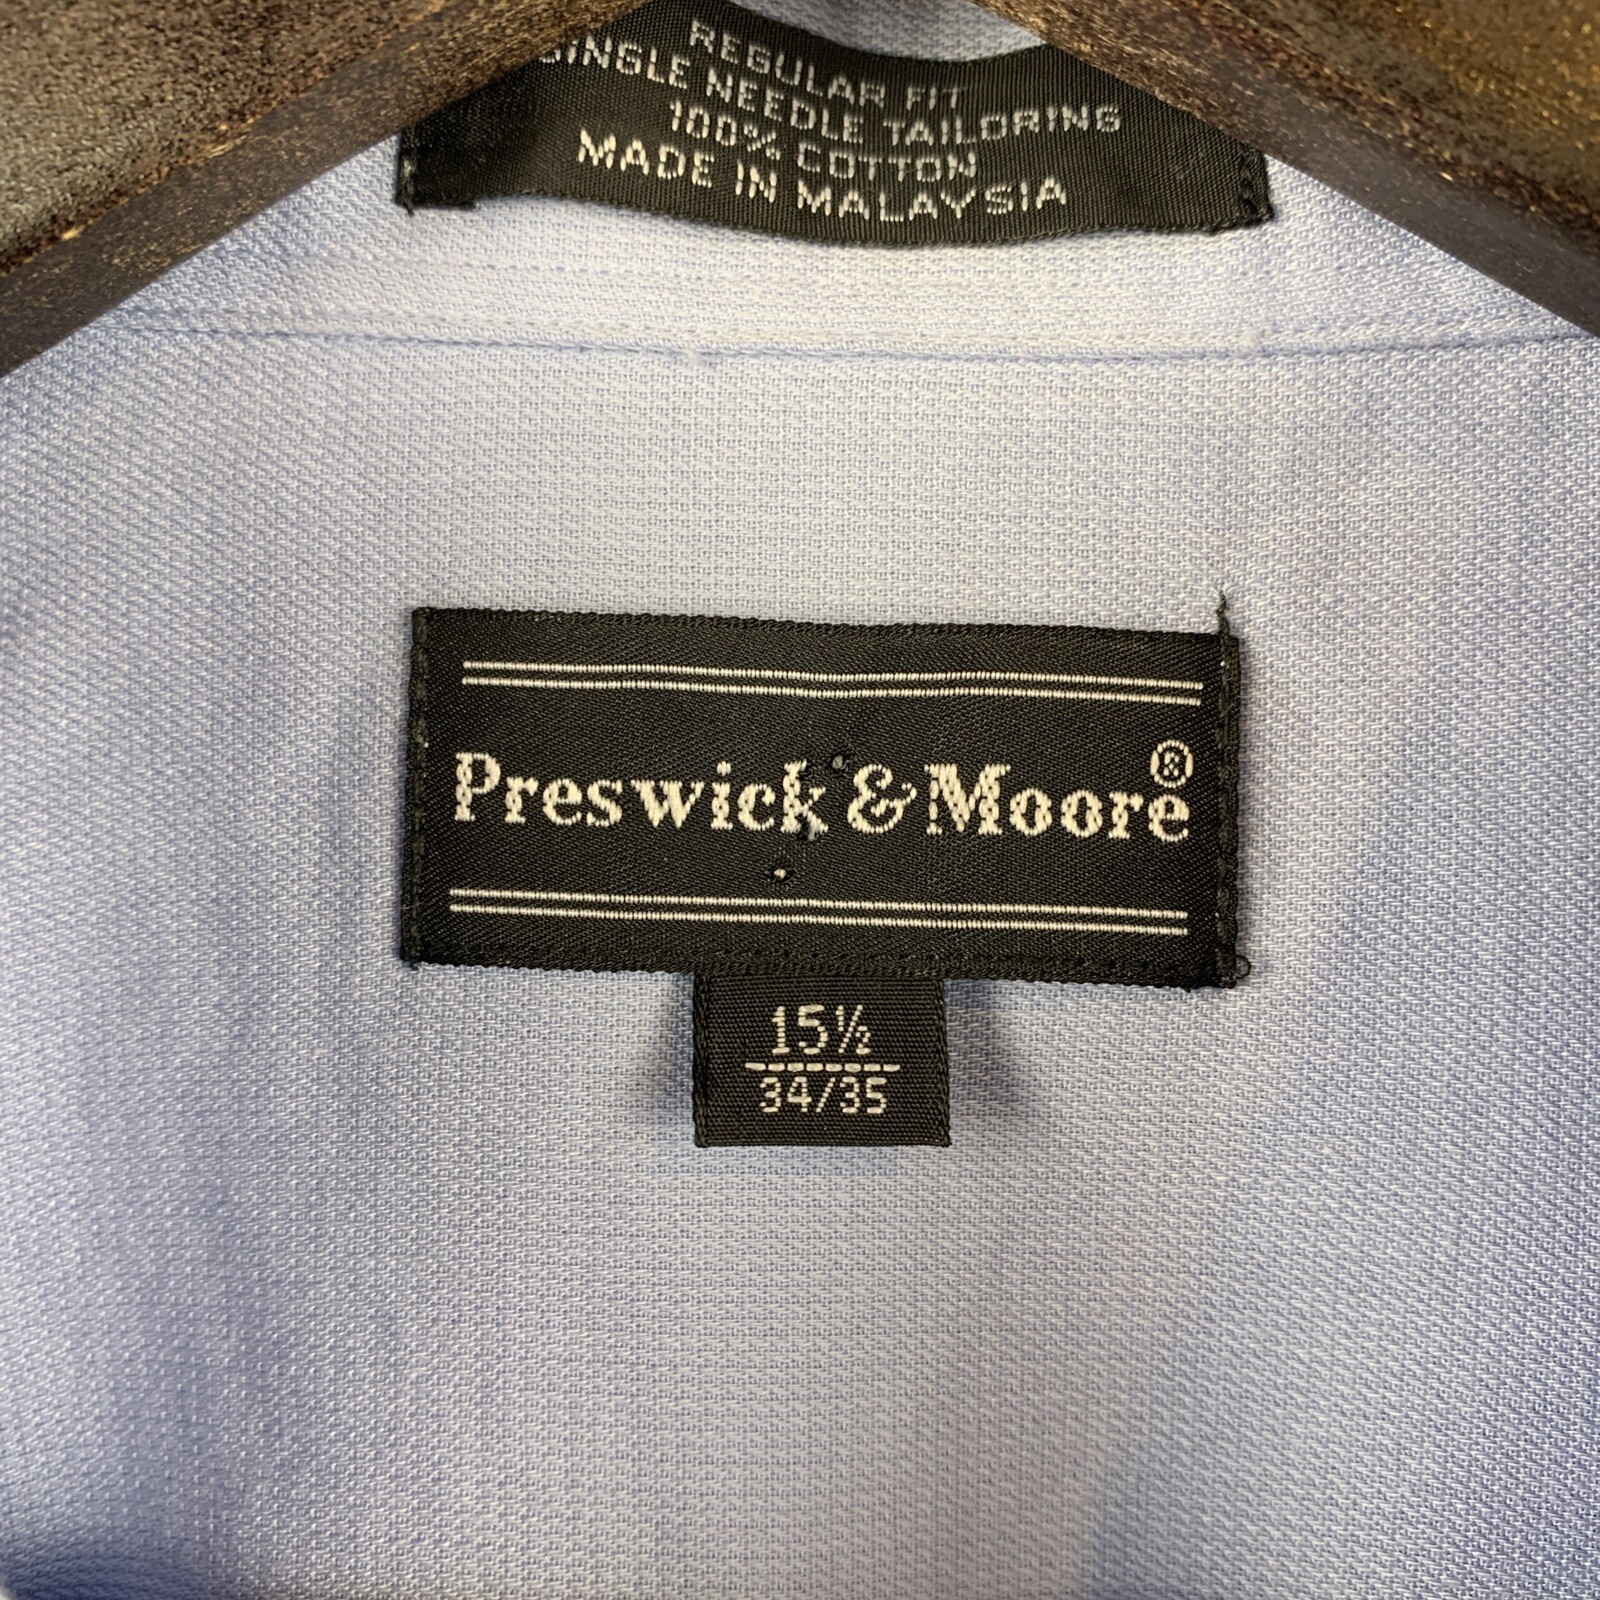 REGULAR FIT
SINGLE NEEDLE TAILORING
100% COTTON
MADE IN MALAYSIA
Preswick & Moore®
15½
34/35